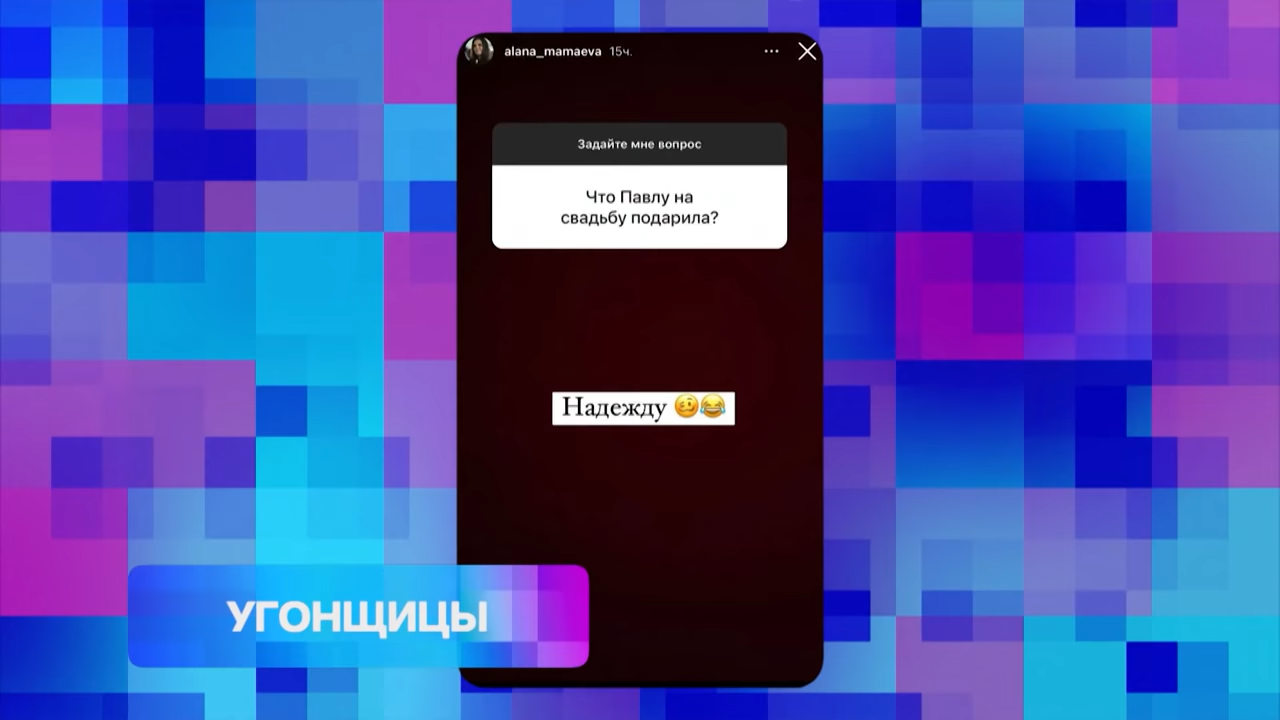 alana_mamaeva 15ч.
Задайте мне вопрос
Что Павлу на
свадьбу подарила?
Надежду 🥴😂
УГОНЩИЦЫ